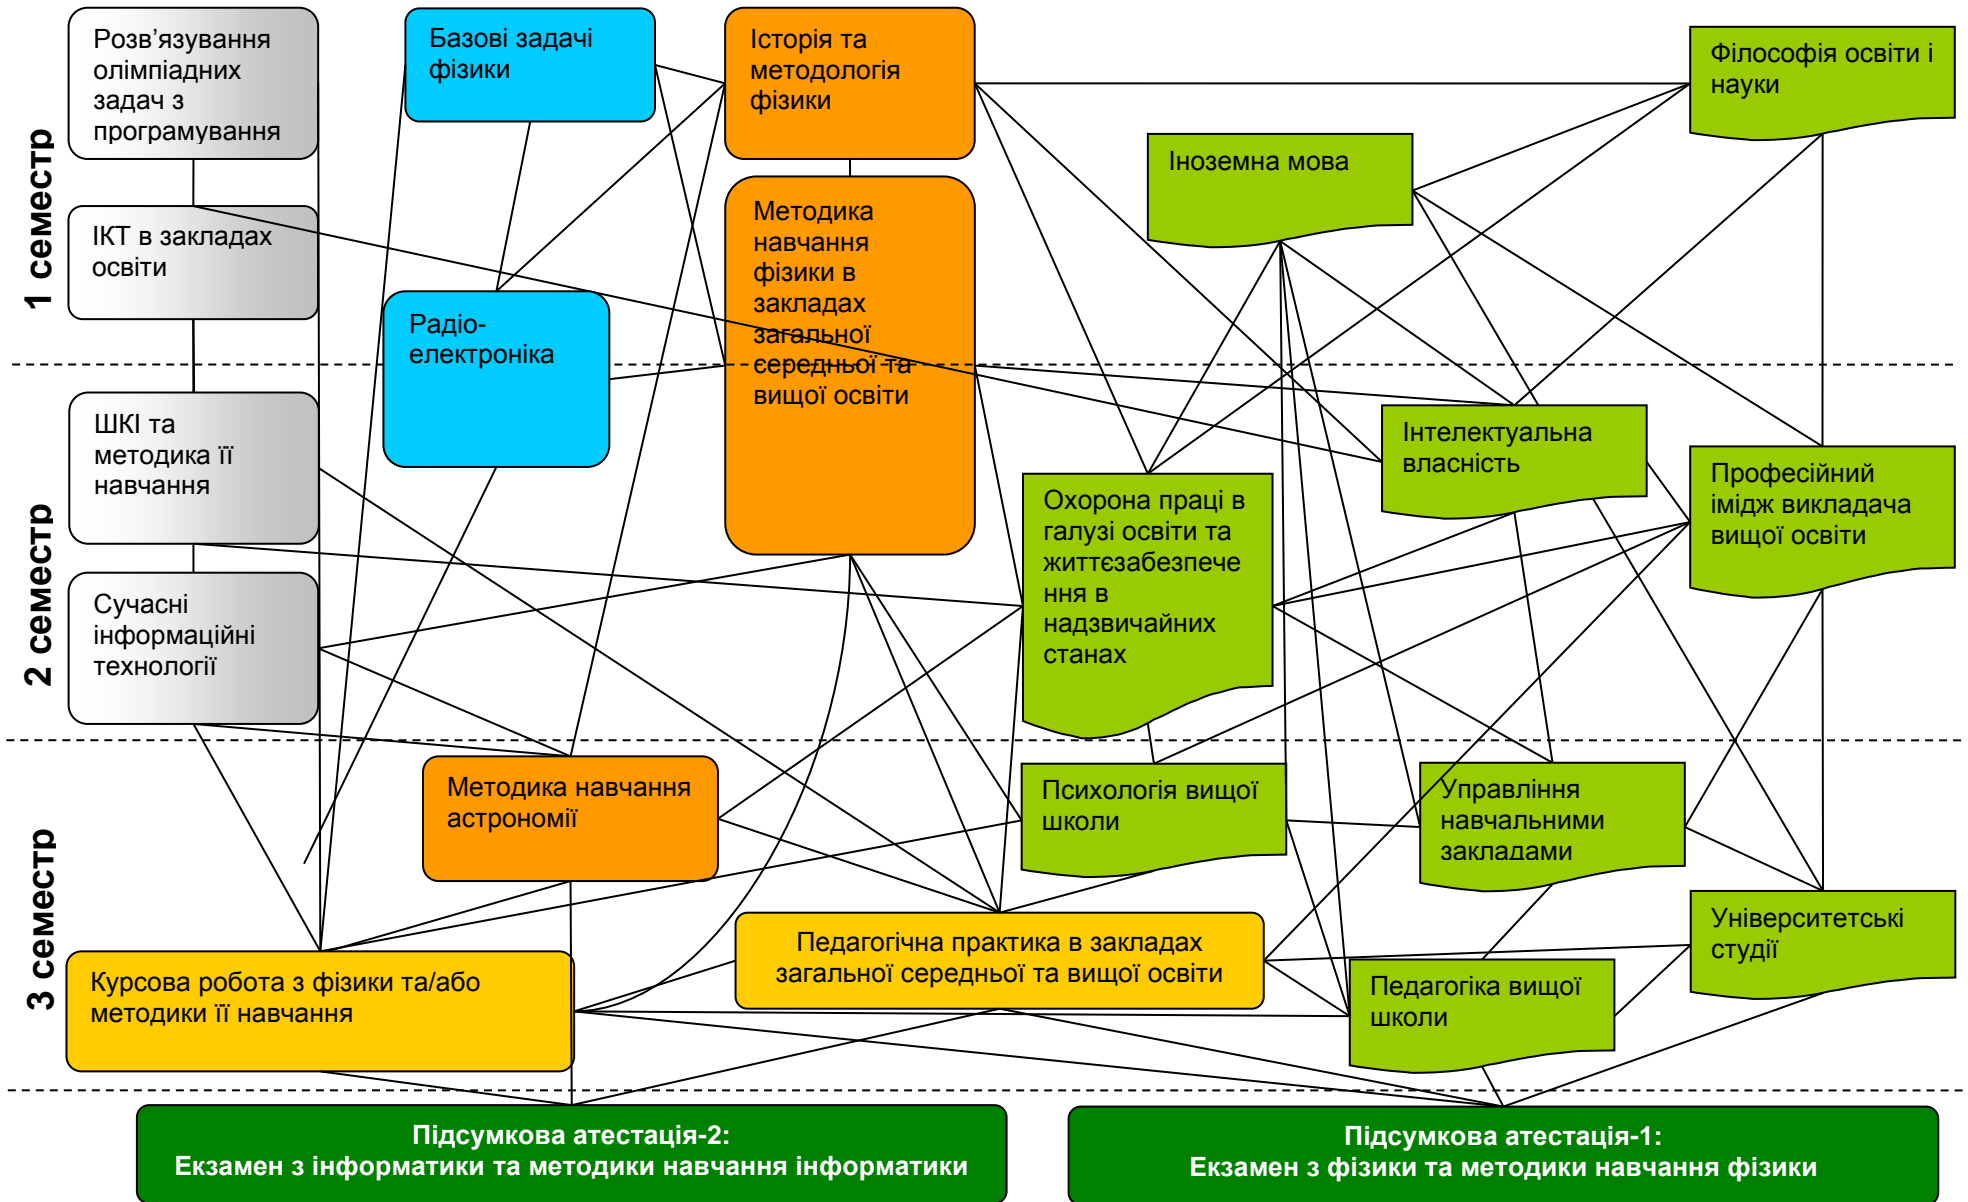 1 семестр
Розв’язування
олімпіадних
задач з
програмування
Базові задачі
фізики
Історія та
методологія
фізики
Філософія освіти і
науки
Іноземна мова
ІКТ в закладах
освіти
Методика
навчання
фізики в
закладах
загальної
середньої та
вищої освіти
Радіо-
електроніка
2 семестр
ШКІ та
методика її
навчання
Інтелектуальна
власність
Професійний
імідж викладача
вищої освіти
Охорона праці в
галузі освіти та
життєзабезпече
ння в
надзвичайних
станах
Сучасні
інформаційні
технології
3 семестр
Методика навчання
астрономії
Психологія вищої
школи
Управління
навчальними
закладами
Університетські
студії
Педагогічна практика в закладах
загальної середньої та вищої освіти
Курсова робота з фізики та/або
методики її навчання
Педагогіка вищої
школи
Підсумкова атестація-2:
Екзамен з інформатики та методики навчання інформатики
Підсумкова атестація-1:
Екзамен з фізики та методики навчання фізики